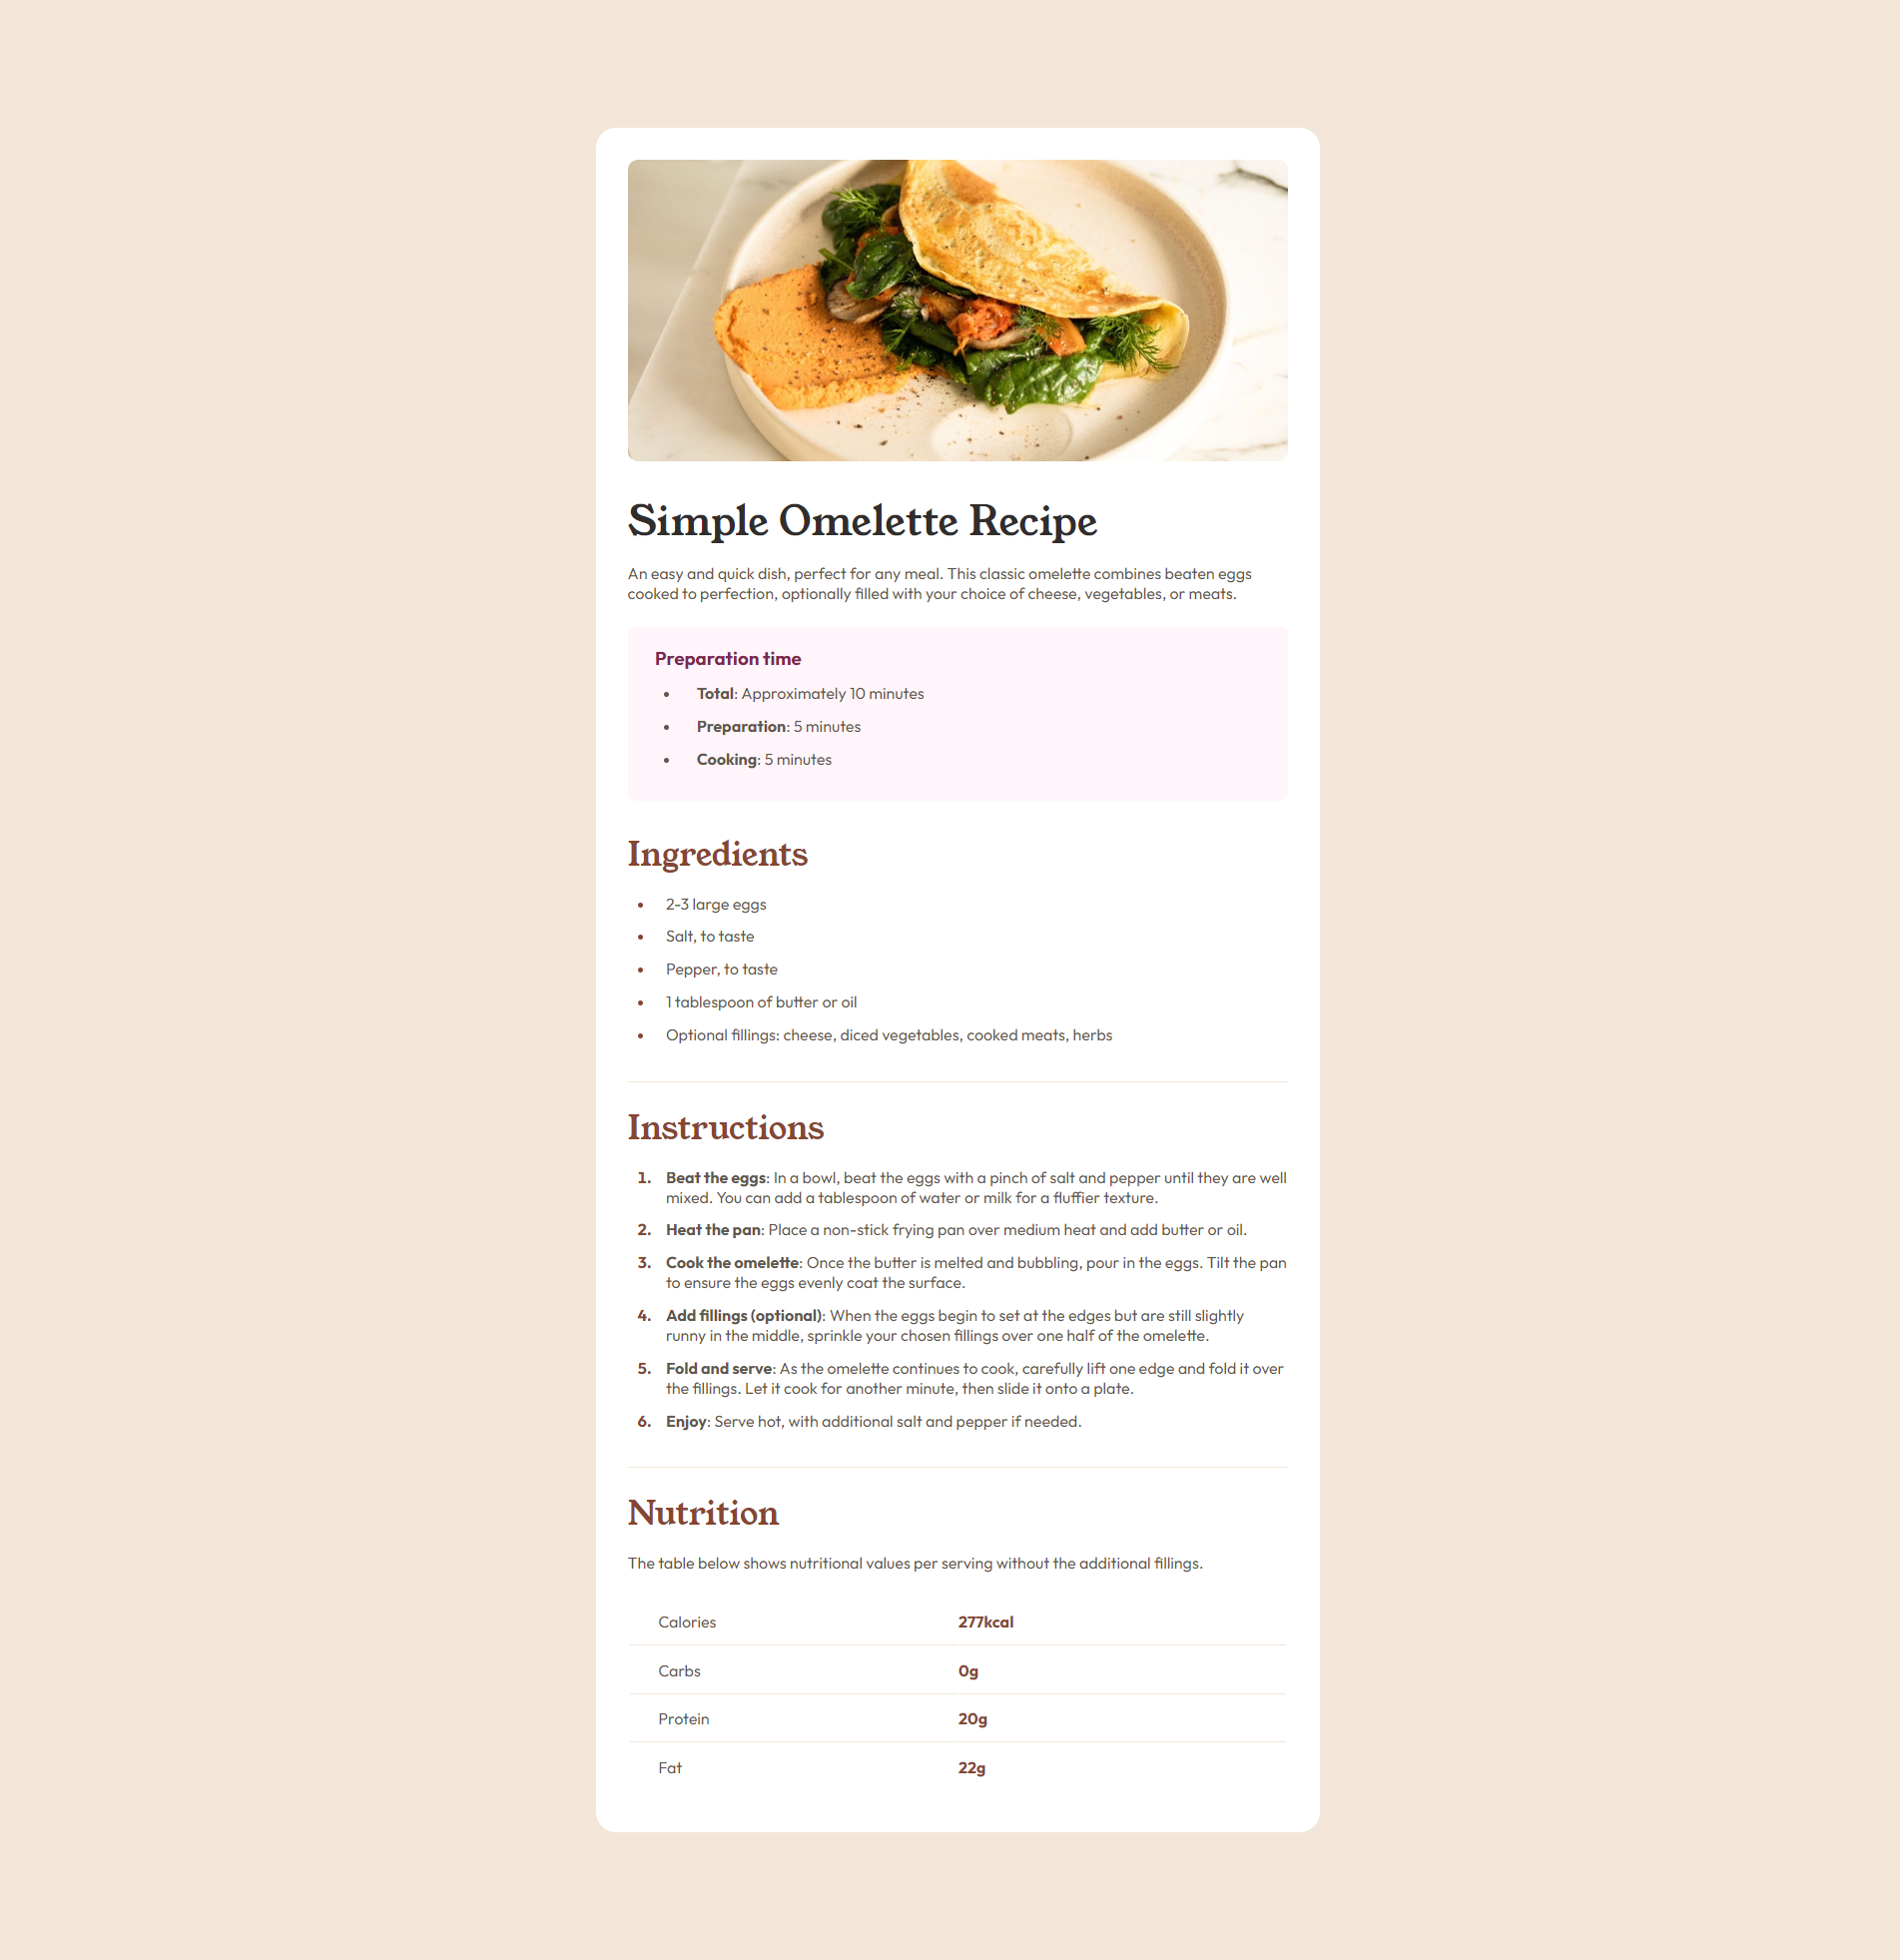 Simple Omelette Recipe
An easy and quick dish, perfect for any meal. This classic omelette combines beaten eggs
cooked to perfection, optionally filled with your choice of cheese, vegetables, or meats.
Preparation time
• Total: Approximately 10 minutes
• Preparation: 5 minutes
• Cooking: 5 minutes
Ingredients
• 2-3 large eggs
• Salt, to taste
• Pepper, to taste
• 1 tablespoon of butter or oil
• Optional fillings: cheese, diced vegetables, cooked meats, herbs
Instructions
1. Beat the eggs: In a bowl, beat the eggs with a pinch of salt and pepper until they are well
mixed. You can add a tablespoon of water or milk for a fluffier texture.
2. Heat the pan: Place a non-stick frying pan over medium heat and add butter or oil.
3. Cook the omelette: Once the butter is melted and bubbling, pour in the eggs. Tilt the pan
to ensure the eggs evenly coat the surface.
4. Add fillings (optional): When the eggs begin to set at the edges but are still slightly
runny in the middle, sprinkle your chosen fillings over one half of the omelette.
5. Fold and serve: As the omelette continues to cook, carefully lift one edge and fold it over
the fillings. Let it cook for another minute, then slide it onto a plate.
6. Enjoy: Serve hot, with additional salt and pepper if needed.
Nutrition
The table below shows nutritional values per serving without the additional fillings.
Calories 277kcal
Carbs 0g
Protein 20g
Fat 22g